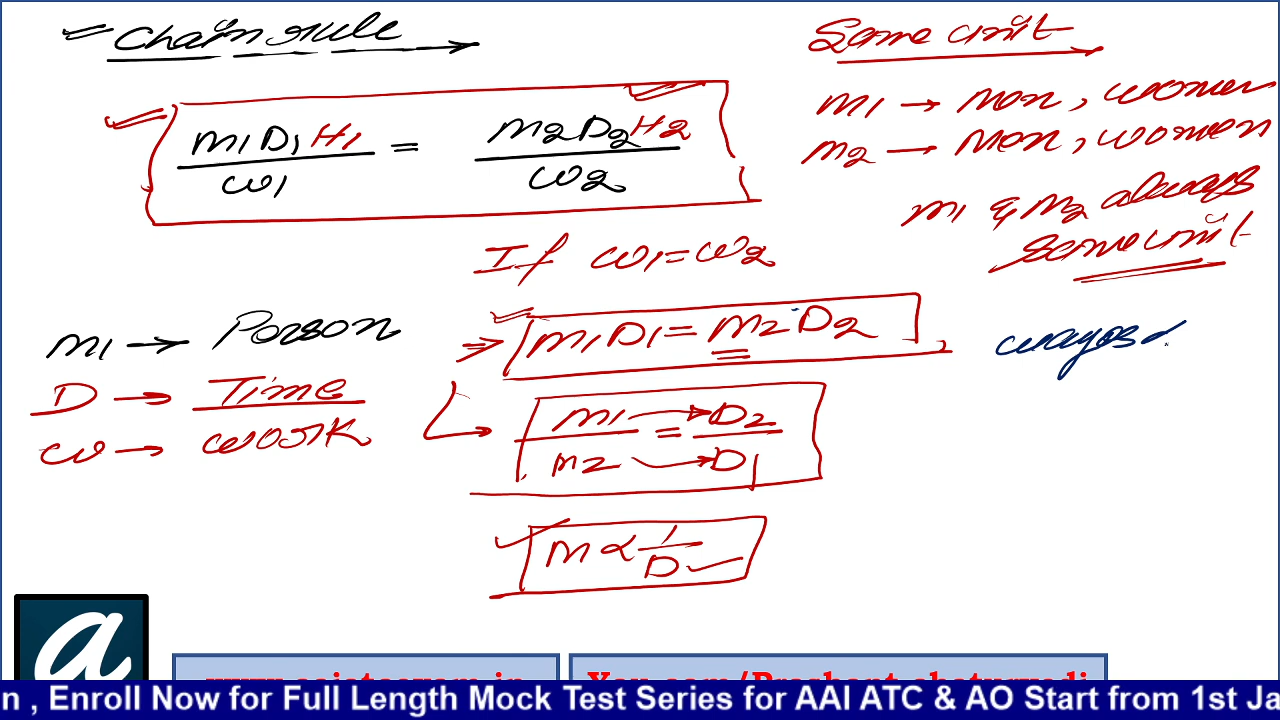 Chain rule
Same unit
M1D1H1 / W1 = M2D2H2 / W2
M1 → Men, women
M2 → Men, women
M1 & M2 always
same unit
If W1=W2
M1 → Person
D → Time
W → Work
⇒ M1D1 = M2D2,
wages ∝
M1 / M2 = D2 / D1
M ∝ 1 / D
a
n , Enroll Now for Full Length Mock Test Series for AAI ATC & AO Start from 1st Ja